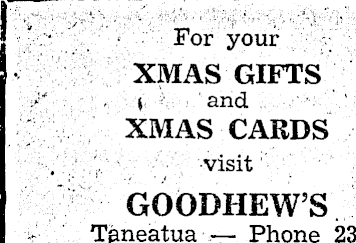 For your
XMAS GIFTS
and
XMAS CARDS
visit
GOODHEW'S
Taneatua — Phone 23